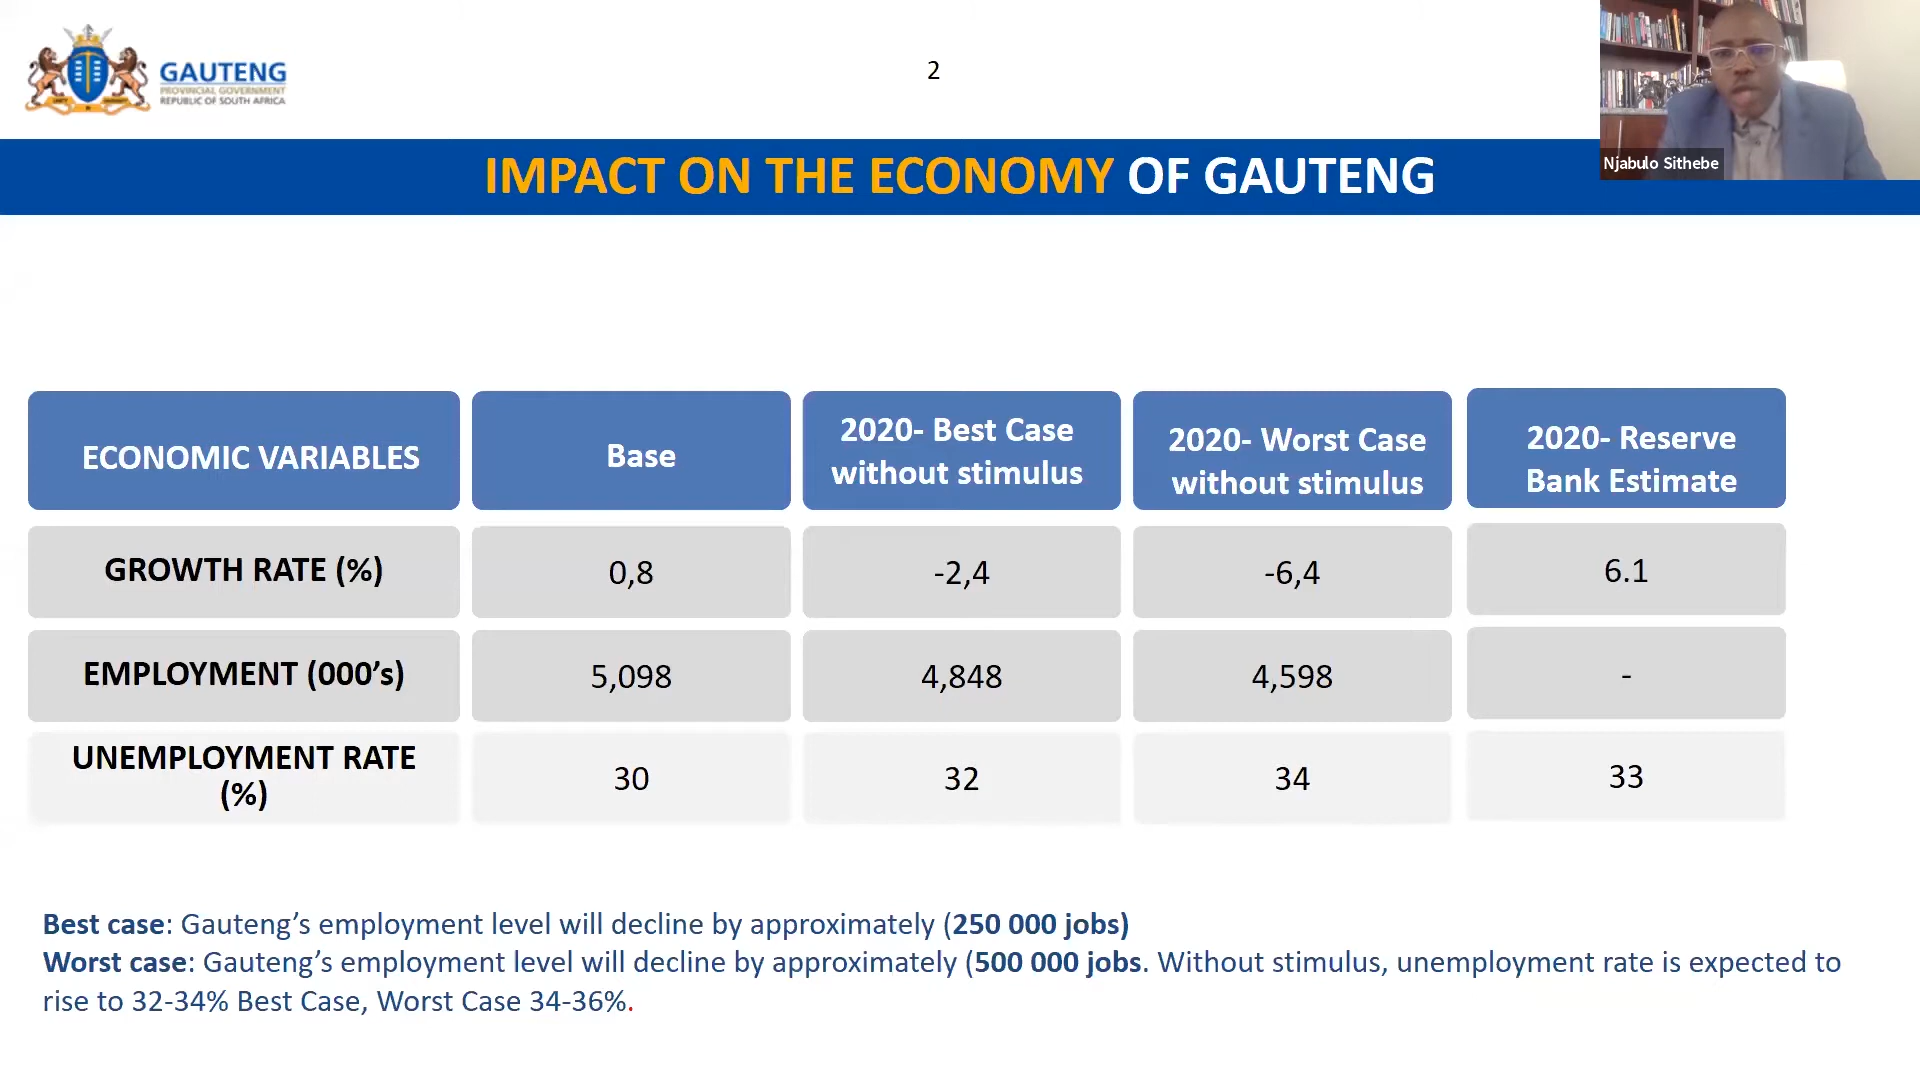 GAUTENG
PROVINCIAL GOVERNMENT
REPUBLIC OF SOUTH AFRICA
2
Njabulo Sithebe
IMPACT ON THE ECONOMY OF GAUTENG
ECONOMIC VARIABLES
Base
2020- Best Case
without stimulus
2020- Worst Case
without stimulus
2020- Reserve
Bank Estimate
GROWTH RATE (%)
0,8
-2,4
-6,4
6.1
EMPLOYMENT (000’s)
5,098
4,848
4,598
-
UNEMPLOYMENT RATE
(%)
30
32
34
33
Best case: Gauteng’s employment level will decline by approximately (250 000 jobs)
Worst case: Gauteng’s employment level will decline by approximately (500 000 jobs. Without stimulus, unemployment rate is expected to
rise to 32-34% Best Case, Worst Case 34-36%.